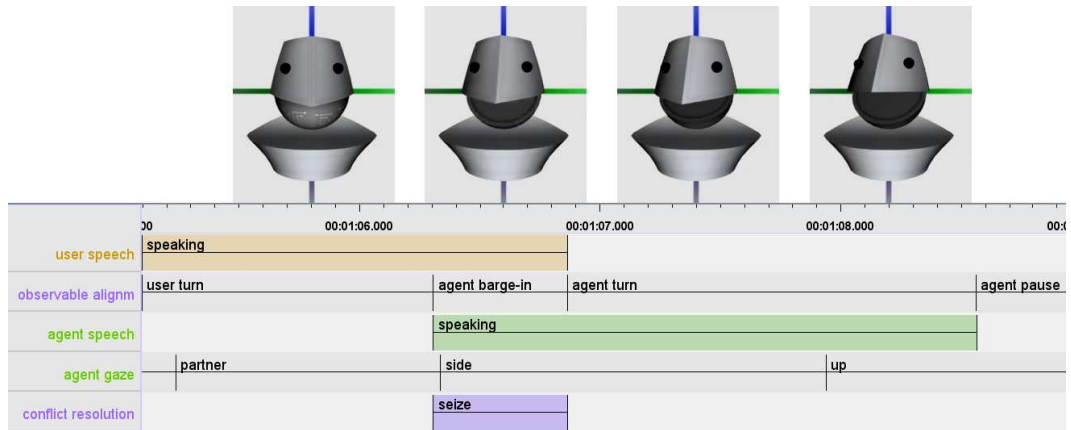 00 00:01:06.000 00:01:07.000 00:01:08.000 00:0
user speech speaking
observable alignm user turn agent barge-in agent turn agent pause
agent speech speaking
agent gaze partner side up
conflict resolution seize